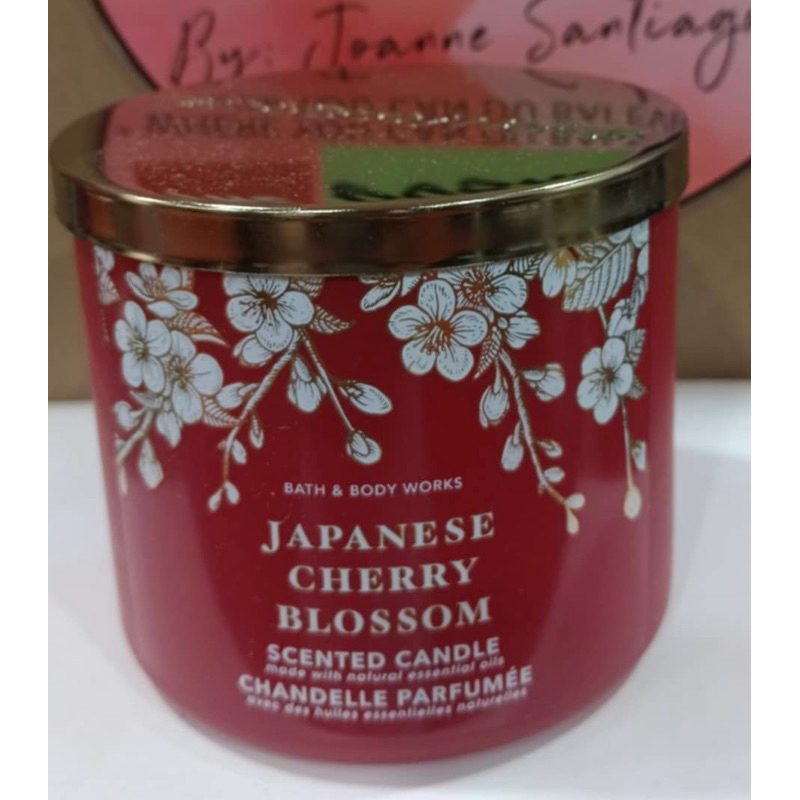 By: Joanne Santiago
BATH & BODY WORKS
JAPANESE
CHERRY
BLOSSOM
SCENTED CANDLE
made with natural essential oils
CHANDELLE PARFUMÉE
avec des huiles essentielles naturelles